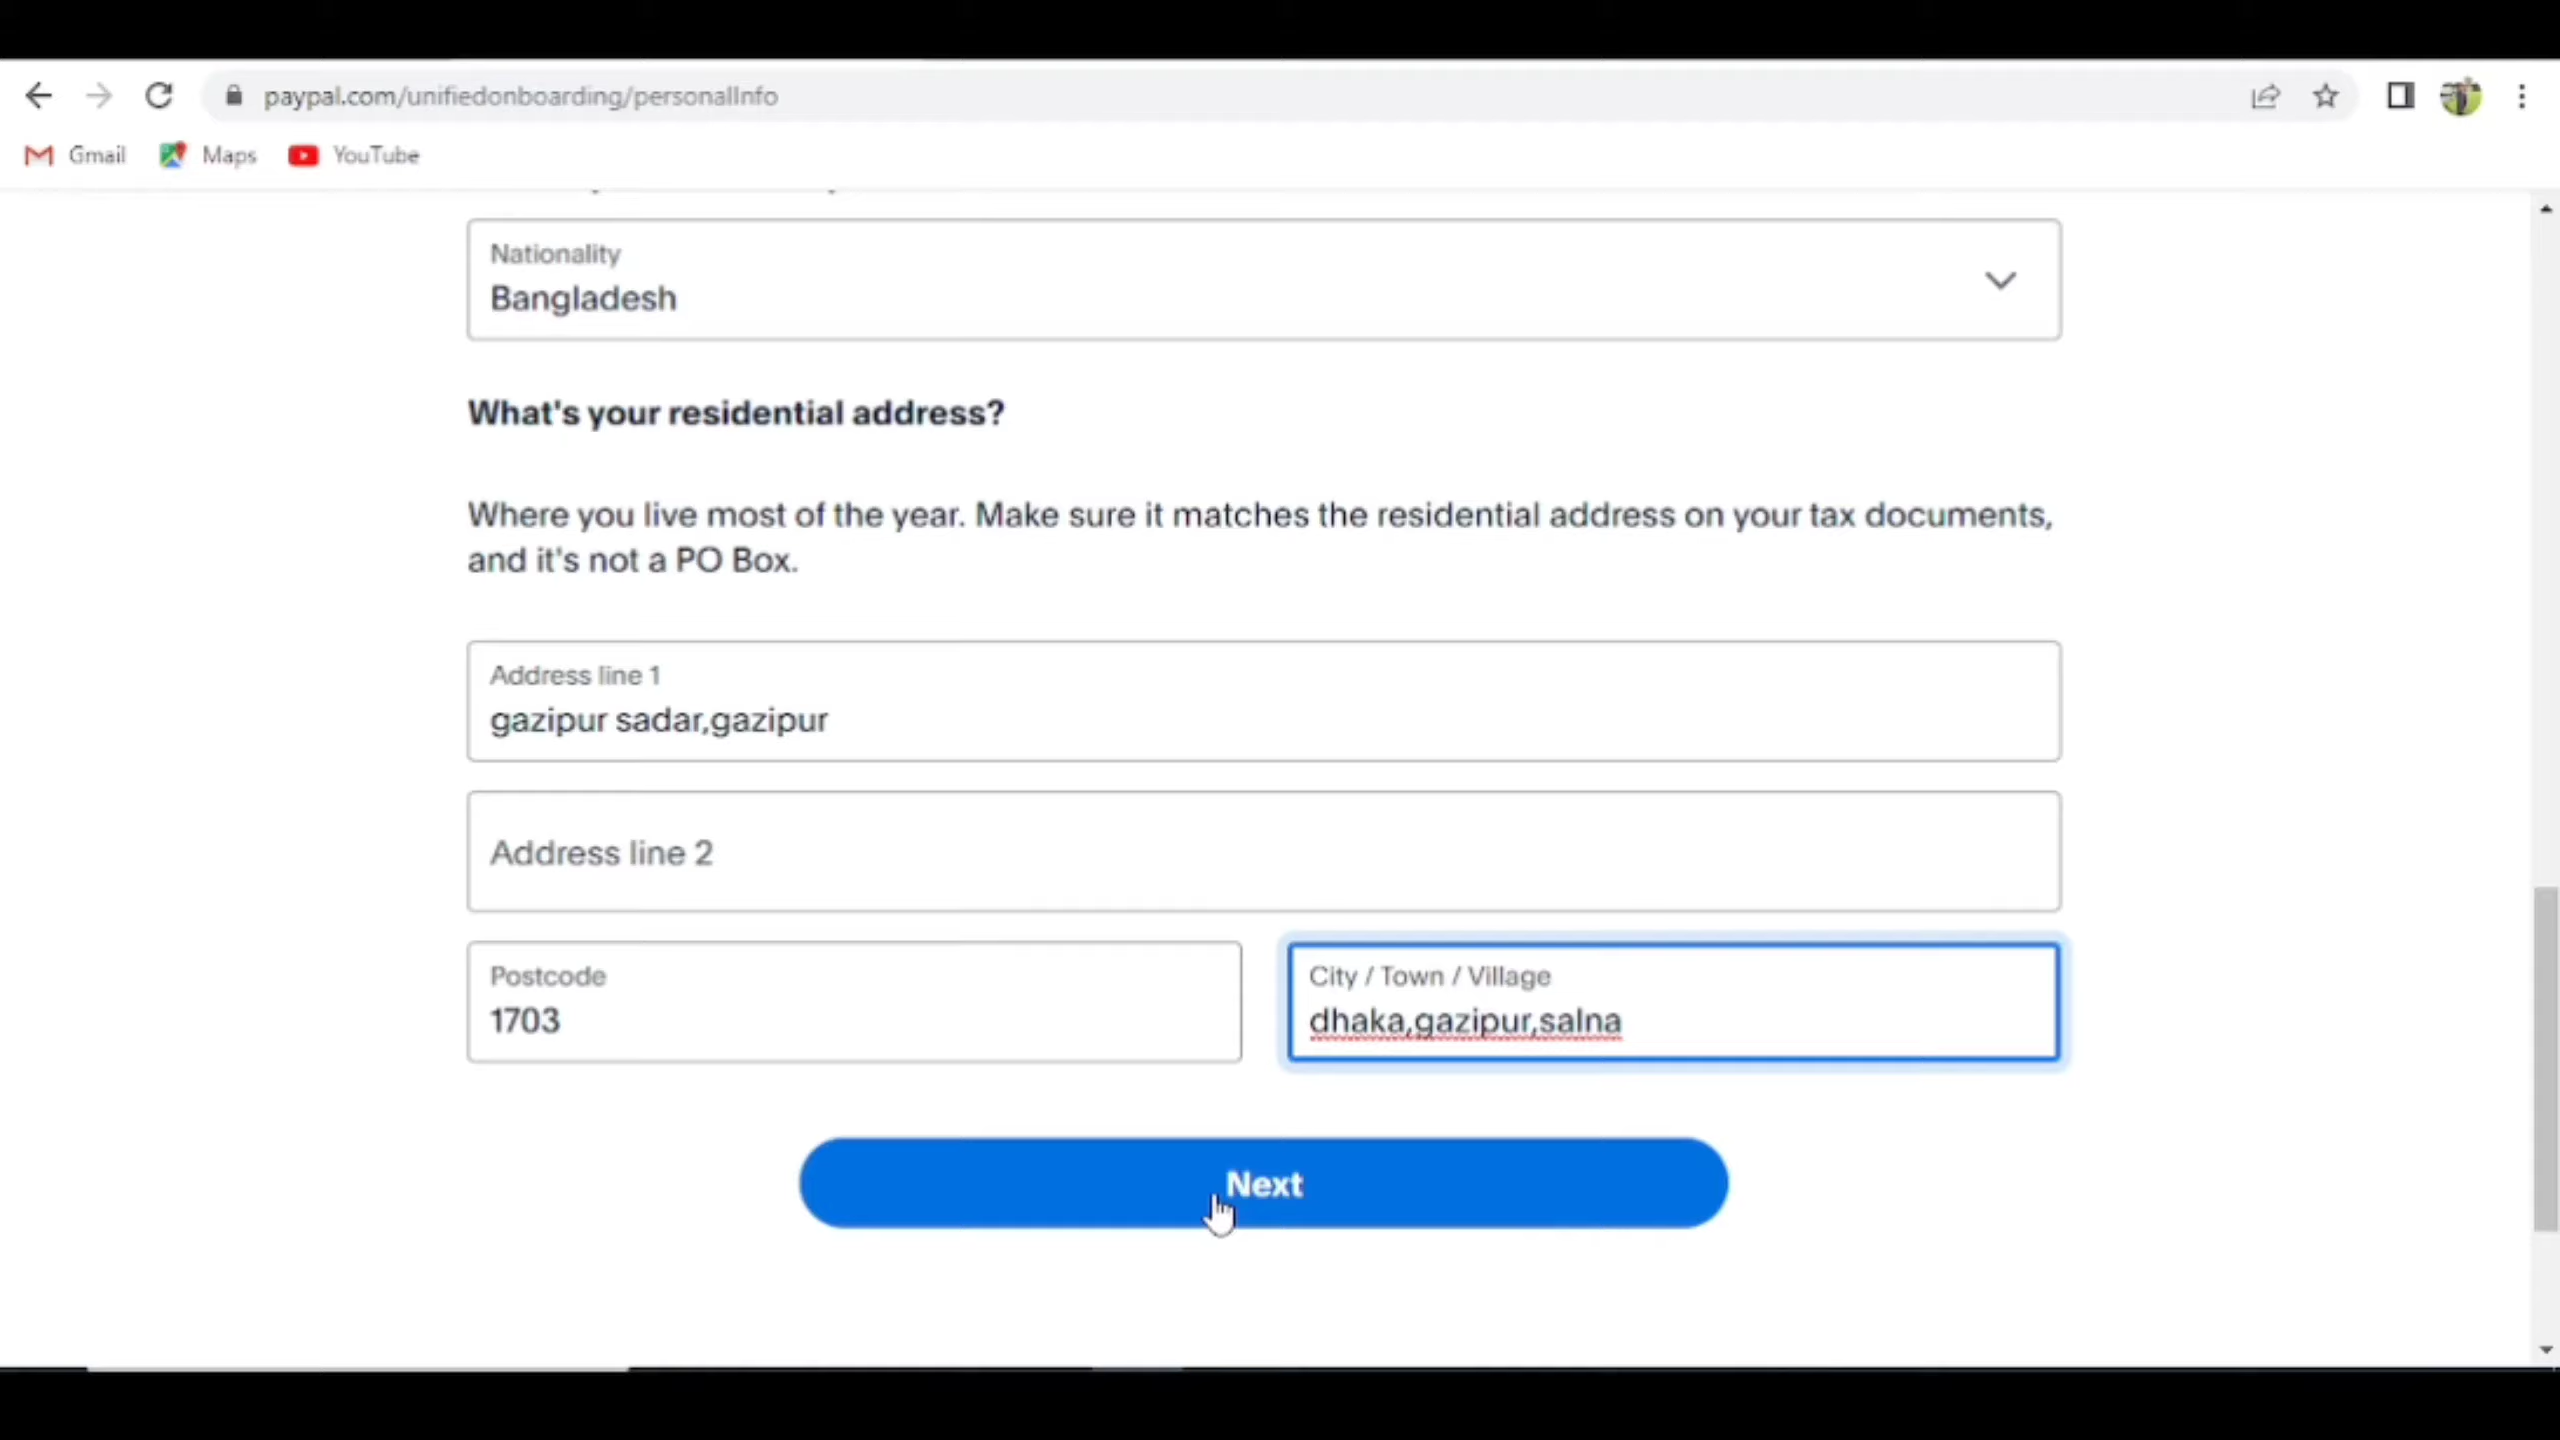 paypal.com/unifiedonboarding/personalInfo
Gmail Maps YouTube
Nationality
Bangladesh
What's your residential address?
Where you live most of the year. Make sure it matches the residential address on your tax documents,
and it's not a PO Box.
Address line 1
gazipur sadar,gazipur
Address line 2
Postcode
1703
City / Town / Village
dhaka,gazipur,salna
Next